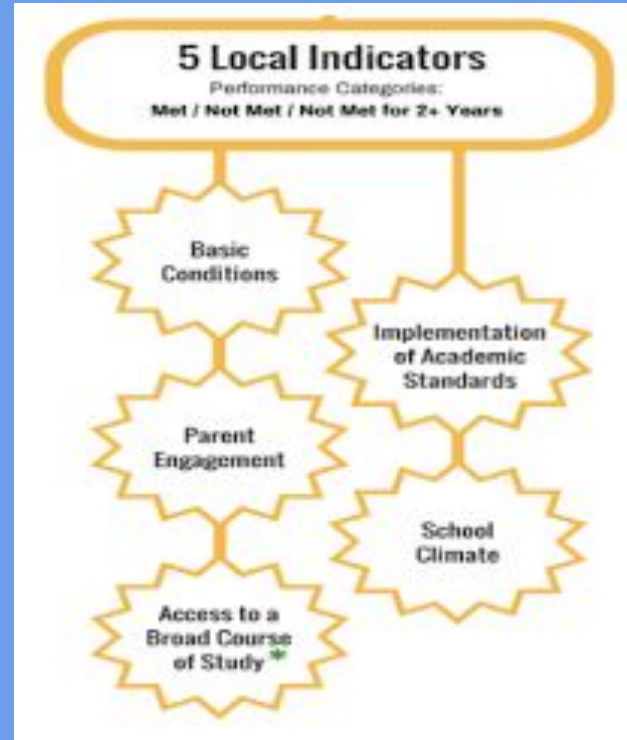 5 Local Indicators
Performance Categories:
Met / Not Met / Not Met for 2+ Years
Basic
Conditions
Implementation
of Academic
Standards
Parent
Engagement
School
Climate
Access to a
Broad Course
of Study *